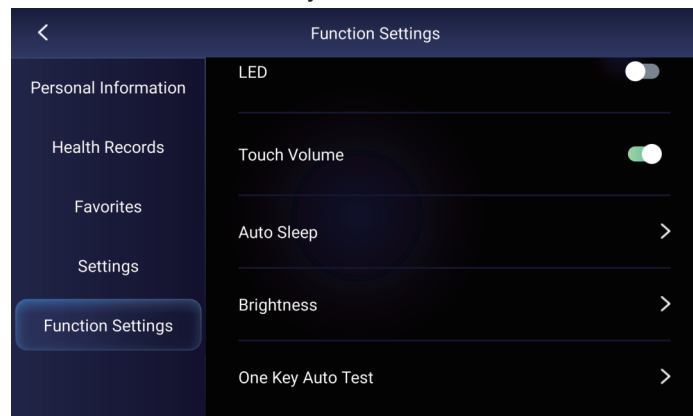 Function Settings
Personal Information
Health Records
Favorites
Settings
Function Settings
LED
Touch Volume
Auto Sleep
Brightness
One Key Auto Test